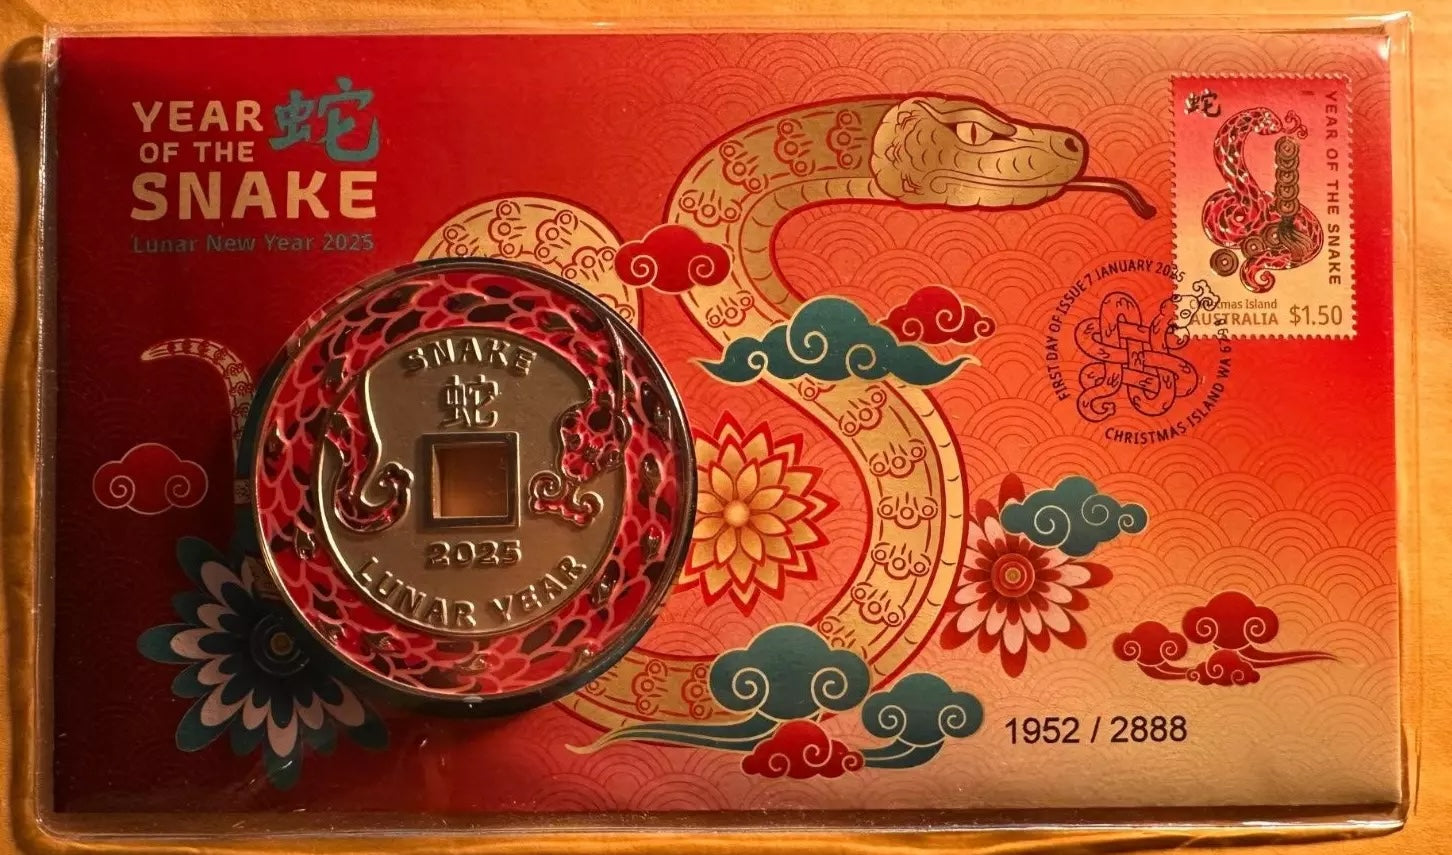 YEAR 蛇
OF THE
SNAKE
Lunar New Year 2025
SNAKE
蛇
2025
LUNAR YEAR
蛇
YEAR OF THE SNAKE
Christmas Island
AUSTRALIA $1.50
FIRST DAY OF ISSUE 7 JANUARY 2025
CHRISTMAS ISLAND WA 6798
1952 / 2888